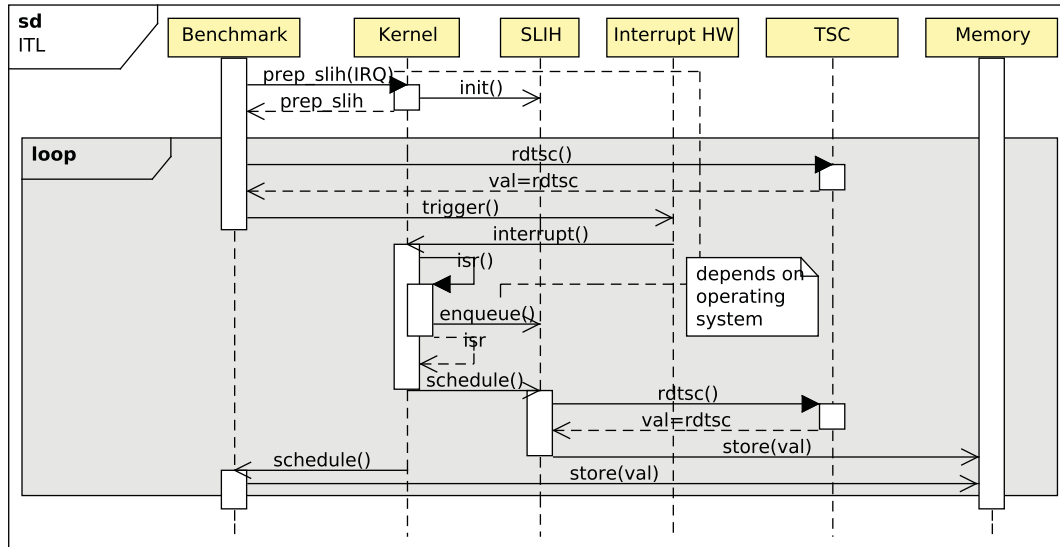 sd
ITL
Benchmark
Kernel
SLIH
Interrupt HW
TSC
Memory
prep_slih(IRQ)
init()
prep_slih
loop
rdtsc()
val=rdtsc
trigger()
interrupt()
isr()
depends on
operating
system
enqueue()
isr
schedule()
rdtsc()
val=rdtsc
store(val)
schedule()
store(val)